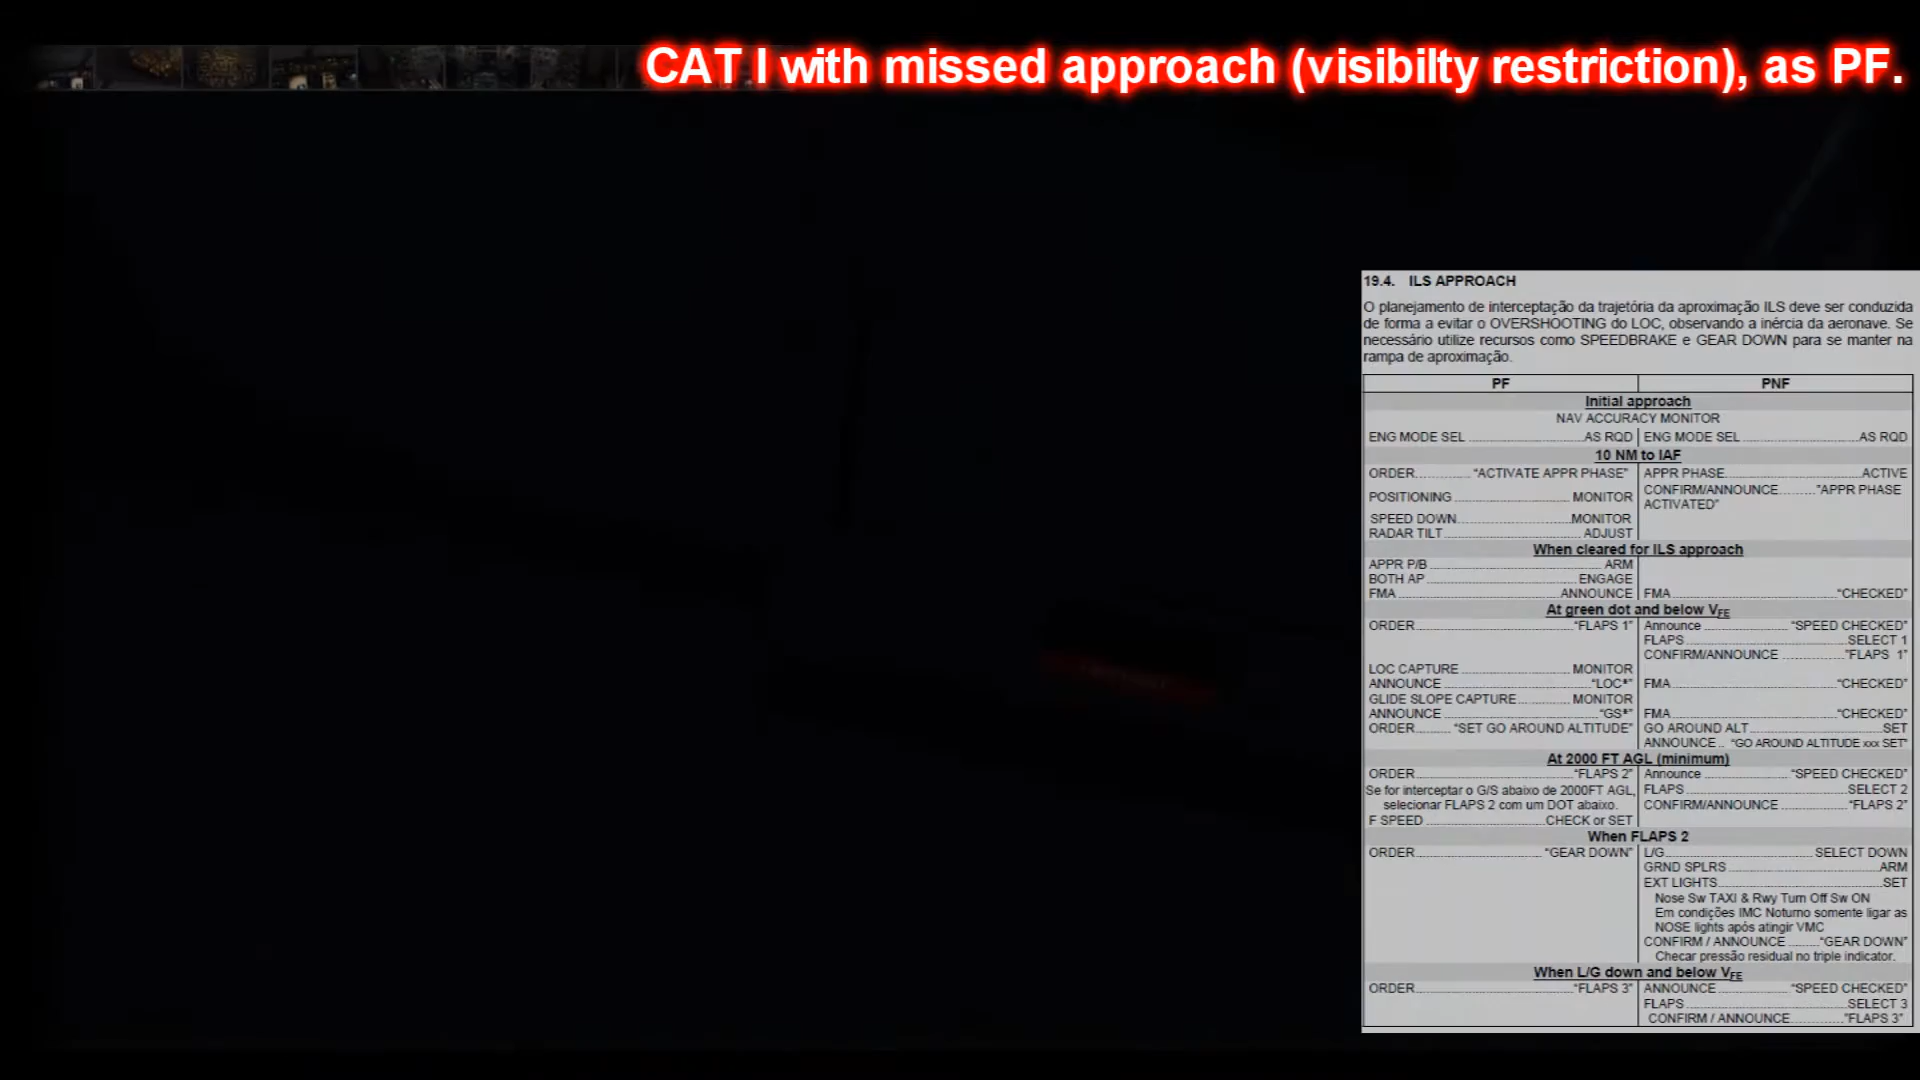 CAT I with missed approach (visibilty restriction), as PF.
19.4. ILS APPROACH
O planejamento de interceptação da trajetória da aproximação ILS deve ser conduzida
de forma a evitar o OVERSHOOTING do LOC, observando a inércia da aeronave. Se
necessário utilize recursos como SPEEDBRAKE e GEAR DOWN para se manter na
rampa de aproximação.
PF PNF
Initial approach
NAV ACCURACY MONITOR
ENG MODE SEL AS RQD ENG MODE SEL AS RQD
10 NM to IAF
ORDER "ACTIVATE APPR PHASE" APPR PHASE ACTIVE
POSITIONING MONITOR CONFIRM/ANNOUNCE "APPR PHASE
ACTIVATED"
SPEED DOWN MONITOR
RADAR TILT ADJUST
When cleared for ILS approach
APPR P/B ARM
BOTH AP ENGAGE
FMA ANNOUNCE FMA "CHECKED"
At green dot and below VFE
ORDER "FLAPS 1" Announce "SPEED CHECKED"
FLAPS SELECT 1
CONFIRM/ANNOUNCE "FLAPS 1"
LOC CAPTURE MONITOR
ANNOUNCE "LOC*" FMA "CHECKED"
GLIDE SLOPE CAPTURE MONITOR
ANNOUNCE "GS*" FMA "CHECKED"
ORDER "SET GO AROUND ALTITUDE" GO AROUND ALT SET
ANNOUNCE "GO AROUND ALTITUDE xxx SET"
At 2000 FT AGL (minimum)
ORDER "FLAPS 2" Announce "SPEED CHECKED"
Se for interceptar o G/S abaixo de 2000FT AGL, FLAPS SELECT 2
selecionar FLAPS 2 com um DOT abaixo. CONFIRM/ANNOUNCE "FLAPS 2"
F SPEED CHECK or SET
When FLAPS 2
ORDER "GEAR DOWN" L/G SELECT DOWN
GRND SPLRS ARM
EXT LIGHTS SET
Nose Sw TAXI & Rwy Turn Off Sw ON
Em condições IMC Noturno somente ligar as
NOSE lights após atingir VMC
CONFIRM / ANNOUNCE "GEAR DOWN"
Checar pressão residual no triple indicator.
When L/G down and below VFE
ORDER "FLAPS 3" ANNOUNCE "SPEED CHECKED"
FLAPS SELECT 3
CONFIRM / ANNOUNCE "FLAPS 3"